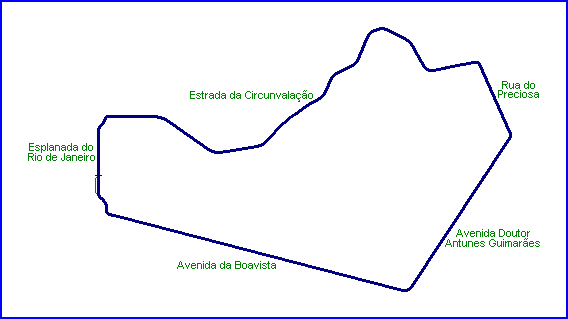 Estrada da Circunvalação
Rua do
Preciosa
Esplanada do
Rio de Janeiro
Avenida Doutor
Antunes Guimarães
Avenida da Boavista